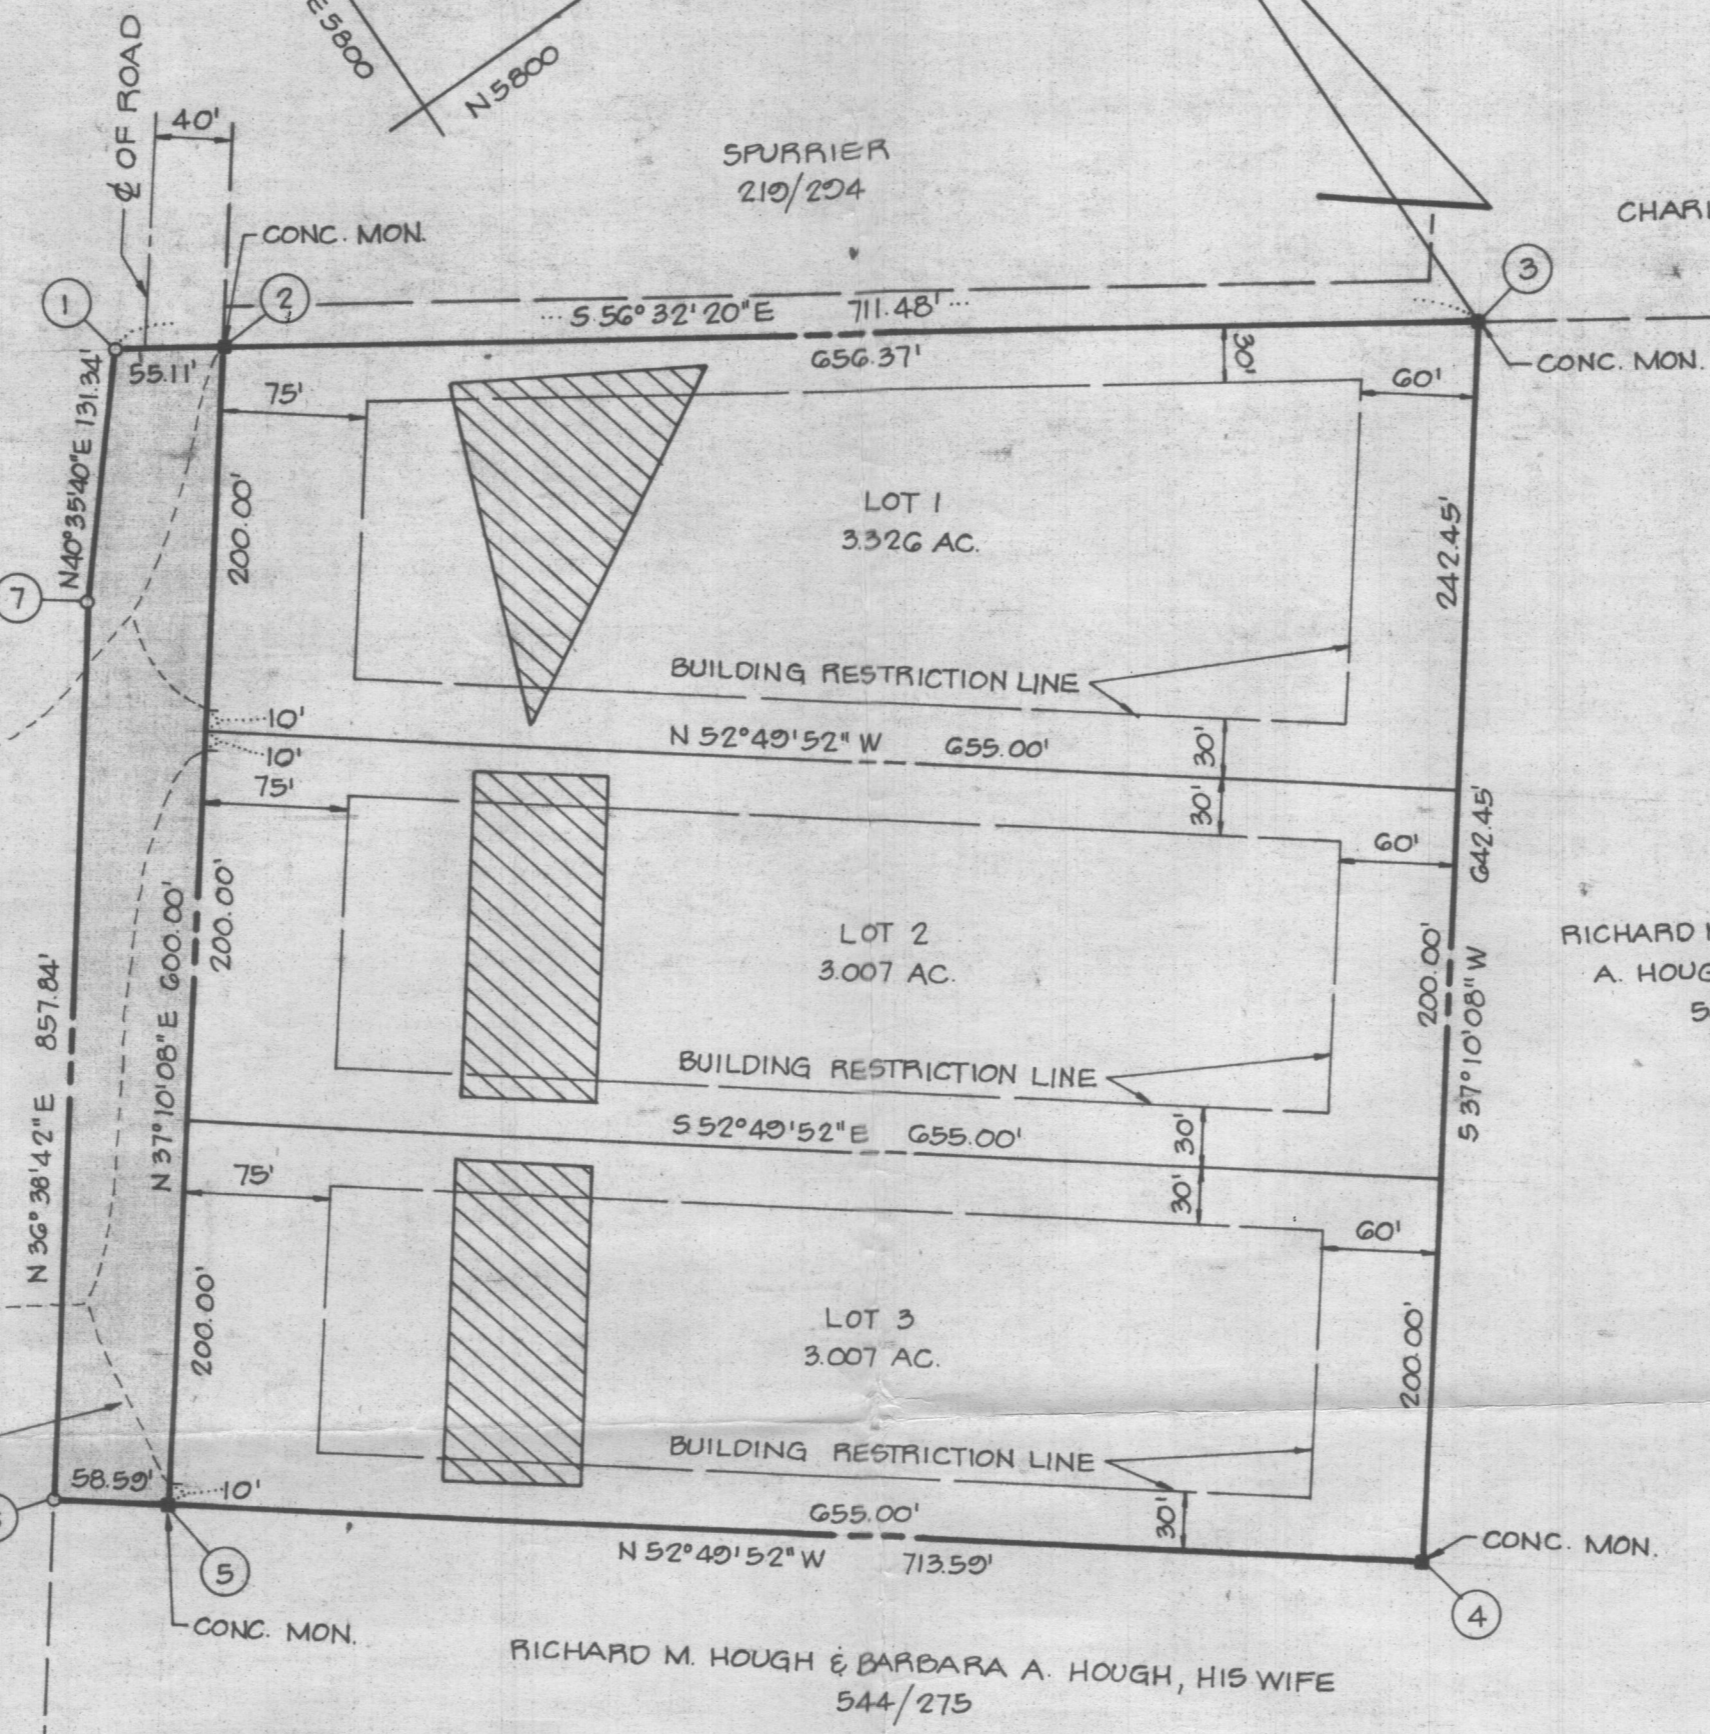 E5800
N5800
℄ OF ROAD
40'
SPURRIER
219/294
CONC. MON.
1
2
3
S 56° 32' 20" E 711.48'
656.37'
55.11'
CONC. MON.
75'
30'
60'
N40°35'40"E 131.34'
200.00'
LOT 1
3.326 AC.
242.45'
7
BUILDING RESTRICTION LINE
10'
10'
N 52°49'52" W 655.00'
30'
30'
75'
60'
642.45'
200.00'
N 37°10'08" E 600.00'
LOT 2
3.007 AC.
200.00'
S 37°10'08" W
RICHARD
A.
N 36°38'42" E 857.84'
BUILDING RESTRICTION LINE
S 52°49'52" E 655.00'
30'
30'
75'
60'
200.00'
LOT 3
3.007 AC.
200.00'
BUILDING RESTRICTION LINE
58.59'
10'
655.00'
30'
N 52°49'52" W 713.59'
5
CONC. MON.
4
CONC. MON.
RICHARD M. HOUGH & BARBARA A. HOUGH, HIS WIFE
544/275